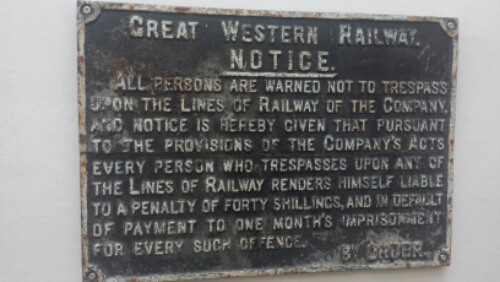 GREAT WESTERN RAILWAY.
NOTICE.
ALL PERSONS ARE WARNED NOT TO TRESPASS
UPON THE LINES OF RAILWAY OF THE COMPANY,
AND NOTICE IS HEREBY GIVEN THAT PURSUANT
TO THE PROVISIONS OF THE COMPANY'S ACTS
EVERY PERSON WHO TRESPASSES UPON ANY OF
THE LINES OF RAILWAY RENDERS HIMSELF LIABLE
TO A PENALTY OF FORTY SHILLINGS, AND IN DEFAULT
OF PAYMENT TO ONE MONTH'S IMPRISONMENT
FOR EVERY SUCH OFFENCE.
BY ORDER.